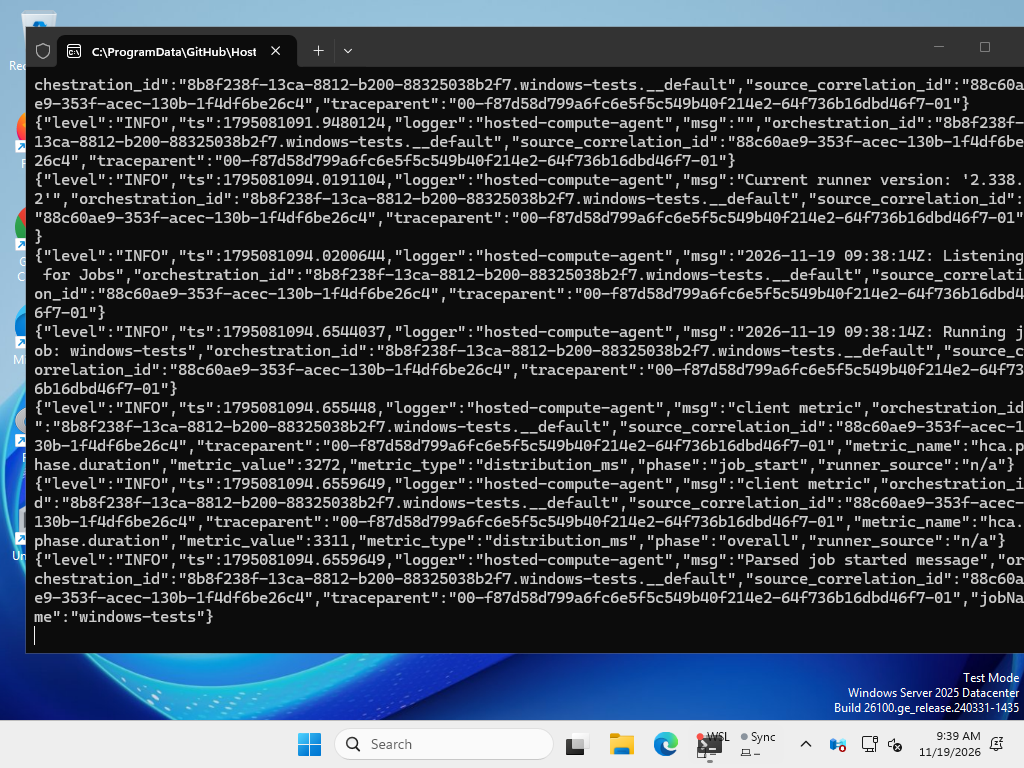 C:\ProgramData\GitHub\Host
chestration_id":"8b8f238f-13ca-8812-b200-88325038b2f7.windows-tests.__default","source_correlation_id":"88c60a
e9-353f-acec-130b-1f4df6be26c4","traceparent":"00-f87d58d799a6fc6e5f5c549b40f214e2-64f736b16dbd46f7-01"}
{"level":"INFO","ts":1795081091.9480124,"logger":"hosted-compute-agent","msg":"","orchestration_id":"8b8f238f-
13ca-8812-b200-88325038b2f7.windows-tests.__default","source_correlation_id":"88c60ae9-353f-acec-130b-1f4df6be
26c4","traceparent":"00-f87d58d799a6fc6e5f5c549b40f214e2-64f736b16dbd46f7-01"}
{"level":"INFO","ts":1795081094.0191104,"logger":"hosted-compute-agent","msg":"Current runner version: '2.338.
2'","orchestration_id":"8b8f238f-13ca-8812-b200-88325038b2f7.windows-tests.__default","source_correlation_id":
"88c60ae9-353f-acec-130b-1f4df6be26c4","traceparent":"00-f87d58d799a6fc6e5f5c549b40f214e2-64f736b16dbd46f7-01"
}
{"level":"INFO","ts":1795081094.0200644,"logger":"hosted-compute-agent","msg":"2026-11-19 09:38:14Z: Listening
 for Jobs","orchestration_id":"8b8f238f-13ca-8812-b200-88325038b2f7.windows-tests.__default","source_correlati
on_id":"88c60ae9-353f-acec-130b-1f4df6be26c4","traceparent":"00-f87d58d799a6fc6e5f5c549b40f214e2-64f736b16dbd4
6f7-01"}
{"level":"INFO","ts":1795081094.6544037,"logger":"hosted-compute-agent","msg":"2026-11-19 09:38:14Z: Running j
ob: windows-tests","orchestration_id":"8b8f238f-13ca-8812-b200-88325038b2f7.windows-tests.__default","source_c
orrelation_id":"88c60ae9-353f-acec-130b-1f4df6be26c4","traceparent":"00-f87d58d799a6fc6e5f5c549b40f214e2-64f73
6b16dbd46f7-01"}
{"level":"INFO","ts":1795081094.655448,"logger":"hosted-compute-agent","msg":"client metric","orchestration_id
":"8b8f238f-13ca-8812-b200-88325038b2f7.windows-tests.__default","source_correlation_id":"88c60ae9-353f-acec-1
30b-1f4df6be26c4","traceparent":"00-f87d58d799a6fc6e5f5c549b40f214e2-64f736b16dbd46f7-01","metric_name":"hca.p
hase.duration","metric_value":3272,"metric_type":"distribution_ms","phase":"job_start","runner_source":"n/a"}
{"level":"INFO","ts":1795081094.6559649,"logger":"hosted-compute-agent","msg":"client metric","orchestration_i
d":"8b8f238f-13ca-8812-b200-88325038b2f7.windows-tests.__default","source_correlation_id":"88c60ae9-353f-acec-
130b-1f4df6be26c4","traceparent":"00-f87d58d799a6fc6e5f5c549b40f214e2-64f736b16dbd46f7-01","metric_name":"hca.
phase.duration","metric_value":3311,"metric_type":"distribution_ms","phase":"overall","runner_source":"n/a"}
{"level":"INFO","ts":1795081094.6559649,"logger":"hosted-compute-agent","msg":"Parsed job started message","or
chestration_id":"8b8f238f-13ca-8812-b200-88325038b2f7.windows-tests.__default","source_correlation_id":"88c60a
e9-353f-acec-130b-1f4df6be26c4","traceparent":"00-f87d58d799a6fc6e5f5c549b40f214e2-64f736b16dbd46f7-01","jobNa
me":"windows-tests"}
Test Mode
Windows Server 2025 Datacenter
Build 26100.ge_release.240331-1435
Search
WSL
Sync
9:39 AM
11/19/2026